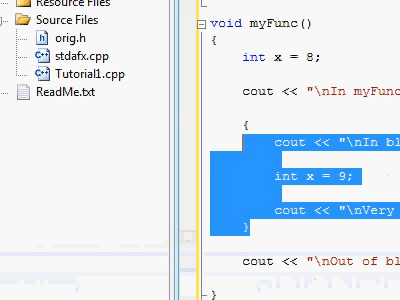 Resource Files
Source Files
orig.h
stdafx.cpp
Tutorial1.cpp
ReadMe.txt
void myFunc()
{
int x = 8;
cout << "\nIn myFunc
{
cout << "\nIn bl
int x = 9;
cout << "\nVery
}
cout << "\nOut of bl
}